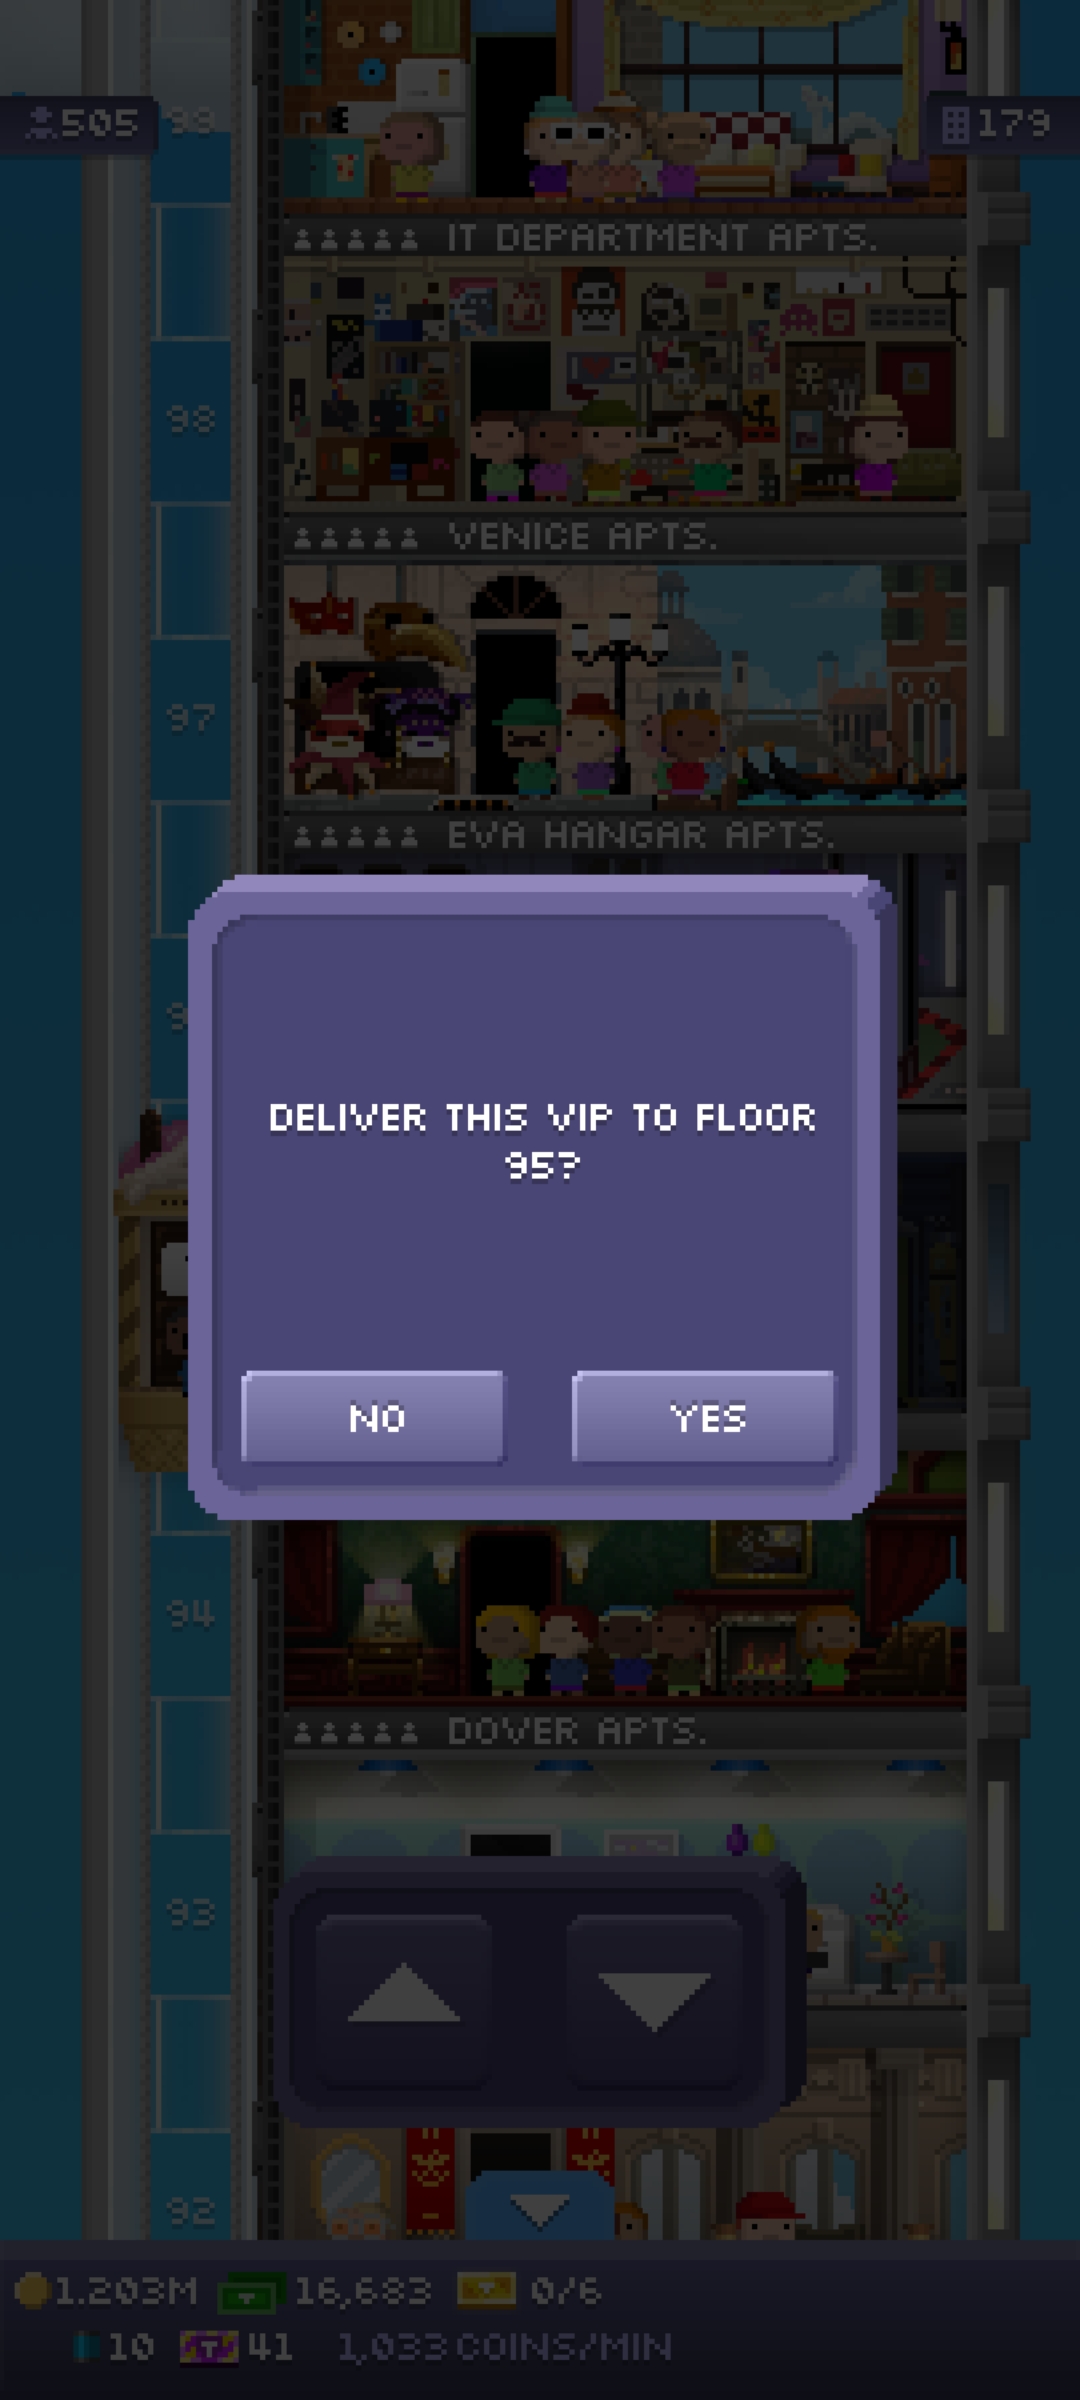 505
99
179
IT DEPARTMENT APTS.
98
VENICE APTS.
97
EVA HANGAR APTS.
DELIVER THIS VIP TO FLOOR
95?
NO
YES
94
DOVER APTS.
93
92
1.203M
16,683
0/6
10
T
41
1,033 COINS/MIN